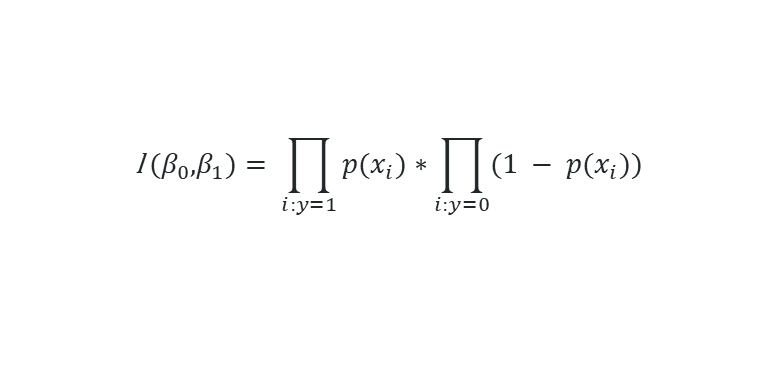 l(β₀,β₁) = ∏ i:y=1 p(xᵢ) * ∏ i:y=0 (1 − p(xᵢ))